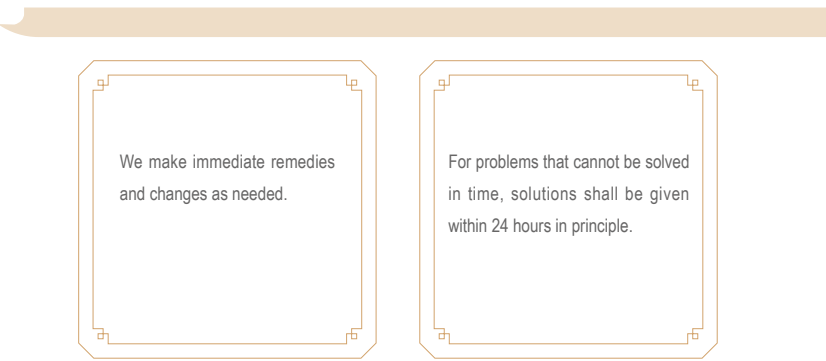 We make immediate remedies
and changes as needed.
For problems that cannot be solved
in time, solutions shall be given
within 24 hours in principle.